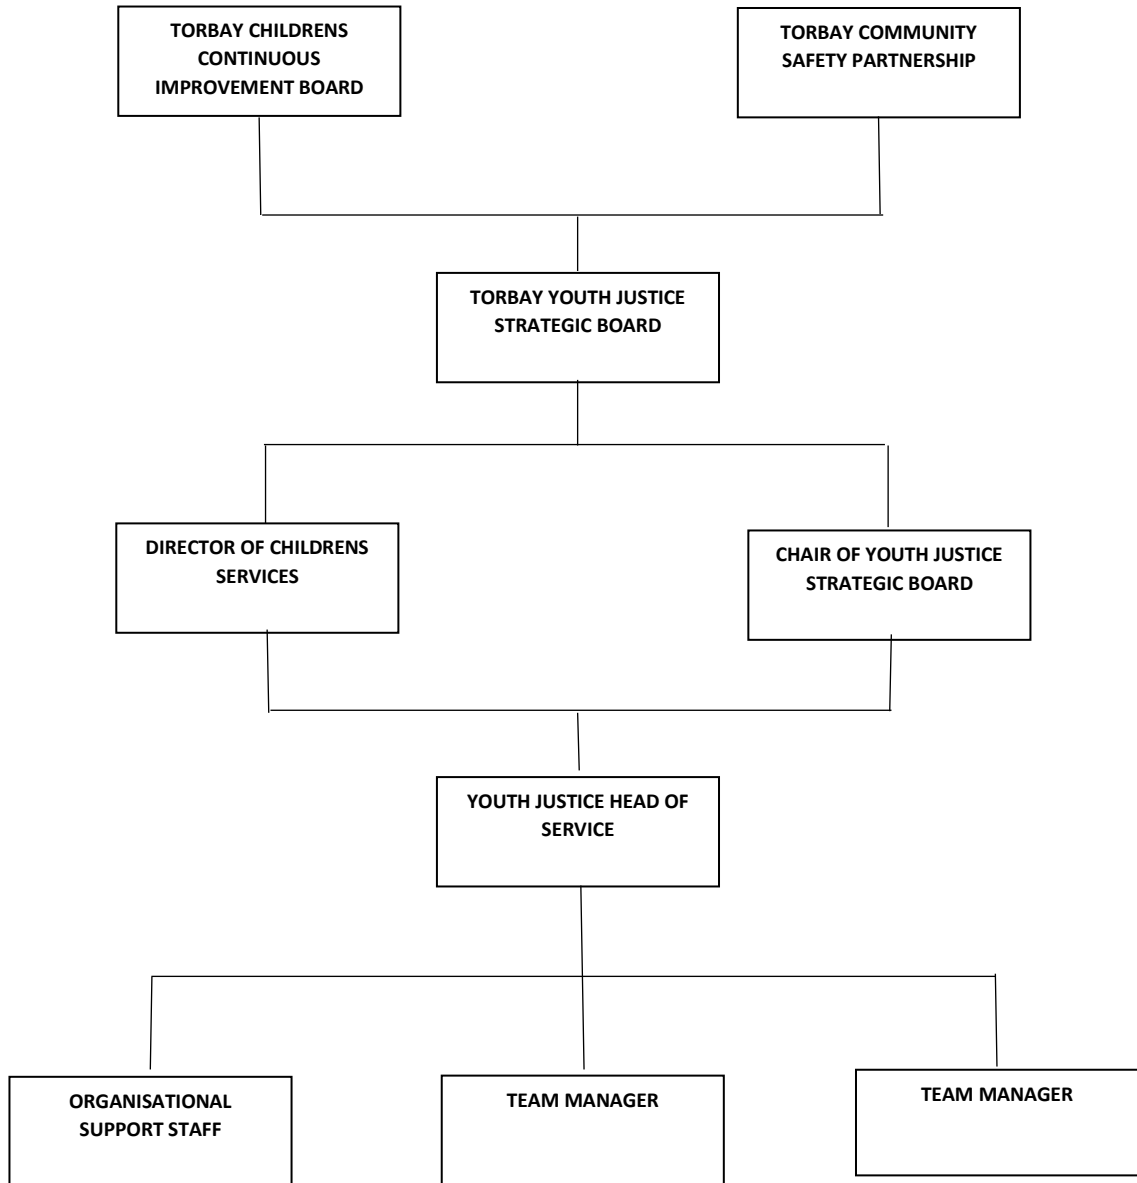 TORBAY CHILDRENS
CONTINUOUS
IMPROVEMENT BOARD
TORBAY COMMUNITY
SAFETY PARTNERSHIP
TORBAY YOUTH JUSTICE
STRATEGIC BOARD
DIRECTOR OF CHILDRENS
SERVICES
CHAIR OF YOUTH JUSTICE
STRATEGIC BOARD
YOUTH JUSTICE HEAD OF
SERVICE
ORGANISATIONAL
SUPPORT STAFF
TEAM MANAGER
TEAM MANAGER